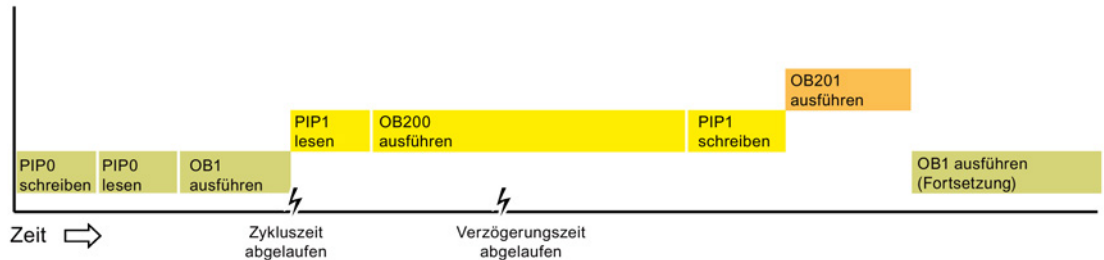 OB201
ausführen
PIP1
lesen
OB200
ausführen
PIP1
schreiben
PIP0
schreiben
PIP0
lesen
OB1
ausführen
OB1 ausführen
(Fortsetzung)
Zeit
Zykluszeit
abgelaufen
Verzögerungszeit
abgelaufen